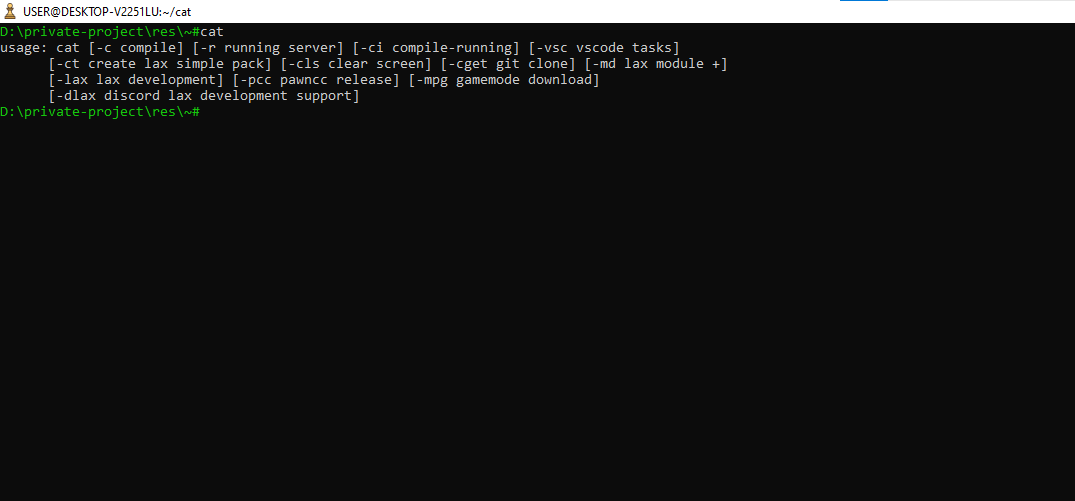 USER@DESKTOP-V2251LU:~/cat
D:\private-project\res\~#cat
usage: cat [-c compile] [-r running server] [-ci compile-running] [-vsc vscode tasks]
[-ct create lax simple pack] [-cls clear screen] [-cget git clone] [-md lax module +]
[-lax lax development] [-pcc pawncc release] [-mpg gamemode download]
[-dlax discord lax development support]
D:\private-project\res\~#